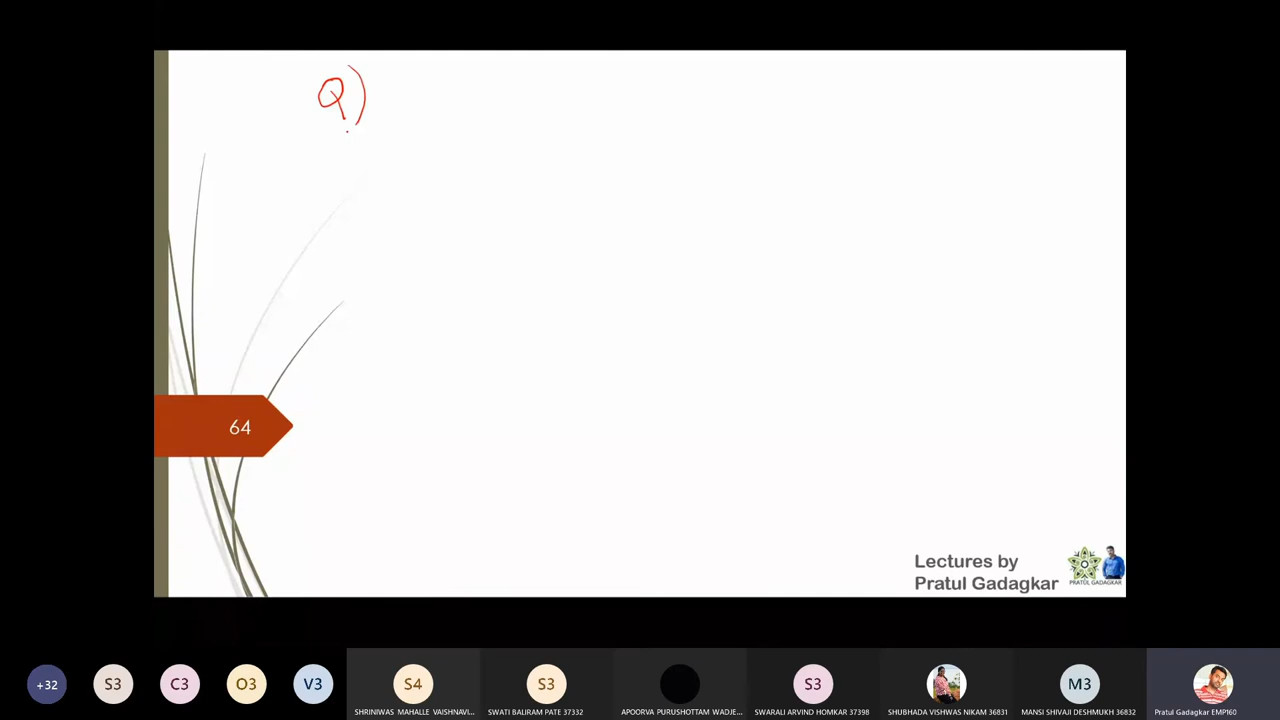 Q)
64
Lectures by
Pratul Gadagkar
PRATUL GADAGKAR
+32
S3
C3
O3
V3
S4
S3
S3
M3
SHRINIWAS MAHALLE VAISHNAVI...
SWATI BALIRAM PATE 37332
APOORVA PURUSHOTTAM WADJE...
SWARALI ARVIND HOMKAR 37398
SHUBHADA VISHWAS NIKAM 36831
MANSI SHIVAJI DESHMUKH 36832
Pratul Gadagkar EMP160